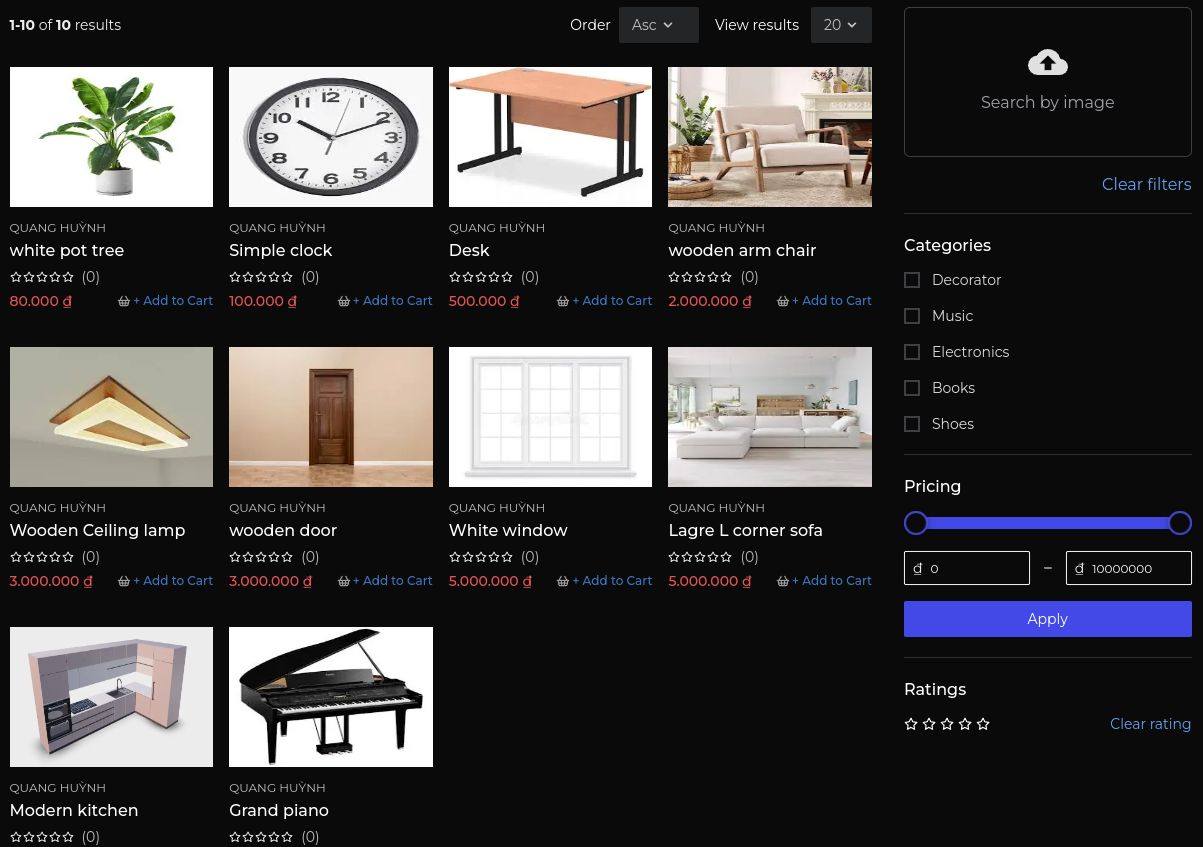 1-10 of 10 results
Order Asc View results 20
QUANG HUỲNH
white pot tree
(0)
80.000 ₫ + Add to Cart
QUANG HUỲNH
Simple clock
(0)
100.000 ₫ + Add to Cart
QUANG HUỲNH
Desk
(0)
500.000 ₫ + Add to Cart
QUANG HUỲNH
wooden arm chair
(0)
2.000.000 ₫ + Add to Cart
QUANG HUỲNH
Wooden Ceiling lamp
(0)
3.000.000 ₫ + Add to Cart
QUANG HUỲNH
wooden door
(0)
3.000.000 ₫ + Add to Cart
QUANG HUỲNH
White window
(0)
5.000.000 ₫ + Add to Cart
QUANG HUỲNH
Lagre L corner sofa
(0)
5.000.000 ₫ + Add to Cart
QUANG HUỲNH
Modern kitchen
(0)
QUANG HUỲNH
Grand piano
(0)
Search by image
Clear filters
Categories
Decorator
Music
Electronics
Books
Shoes
Pricing
₫ 0 – ₫ 10000000
Apply
Ratings
Clear rating